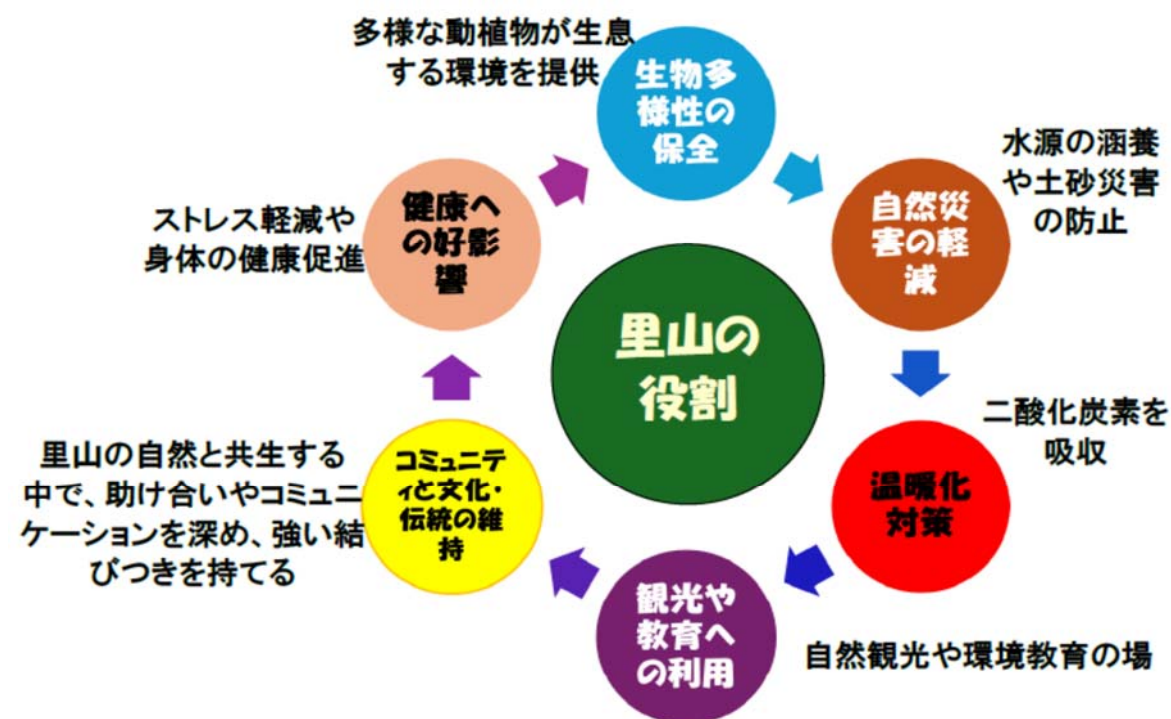 多様な動植物が生息
する環境を提供
生物多
様性の
保全
水源の涵養
や土砂災害
の防止
自然災
害の軽
減
二酸化炭素を
吸収
温暖化
対策
自然観光や環境教育の場
観光や
教育へ
の利用
里山の自然と共生する
中で、助け合いやコミュニ
ケーションを深め、強い結
びつきを持てる
コミュニテ
ィと文化・
伝統の維
持
ストレス軽減や
身体の健康促進
健康へ
の好影
響
里山の
役割